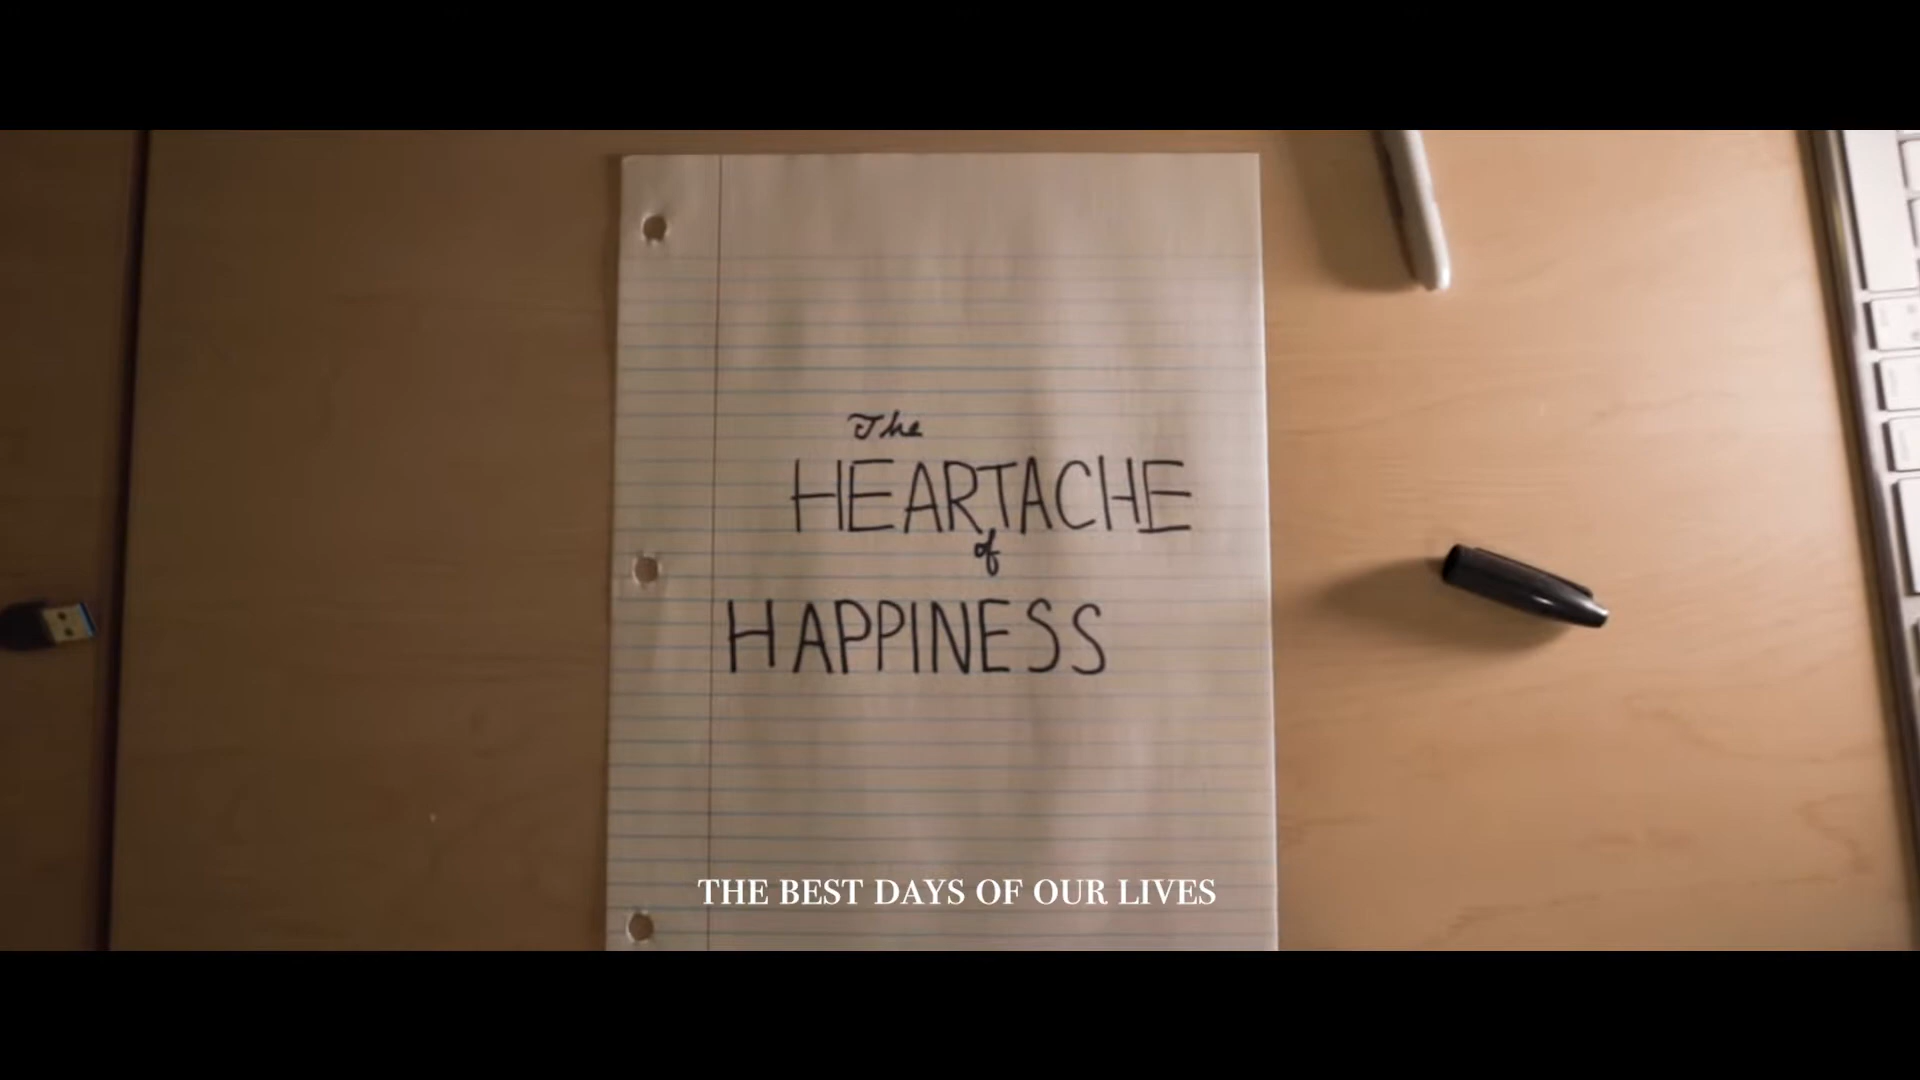 The
HEARTACHE
of
HAPPINESS
THE BEST DAYS OF OUR LIVES